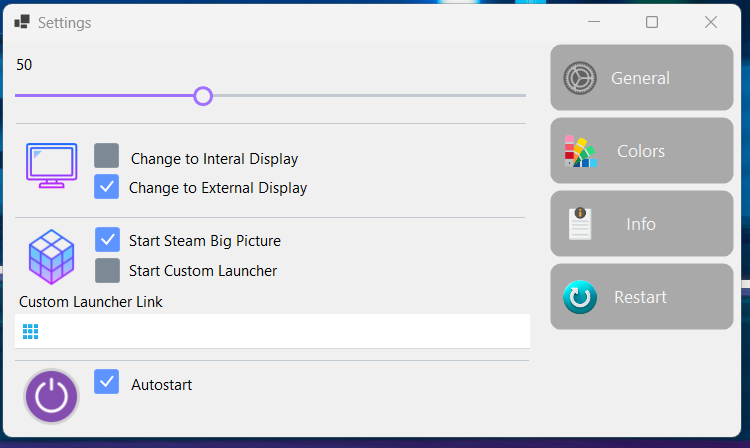 Settings
50
Change to Interal Display
Change to External Display
Start Steam Big Picture
Start Custom Launcher
Custom Launcher Link
Autostart
General
Colors
Info
Restart